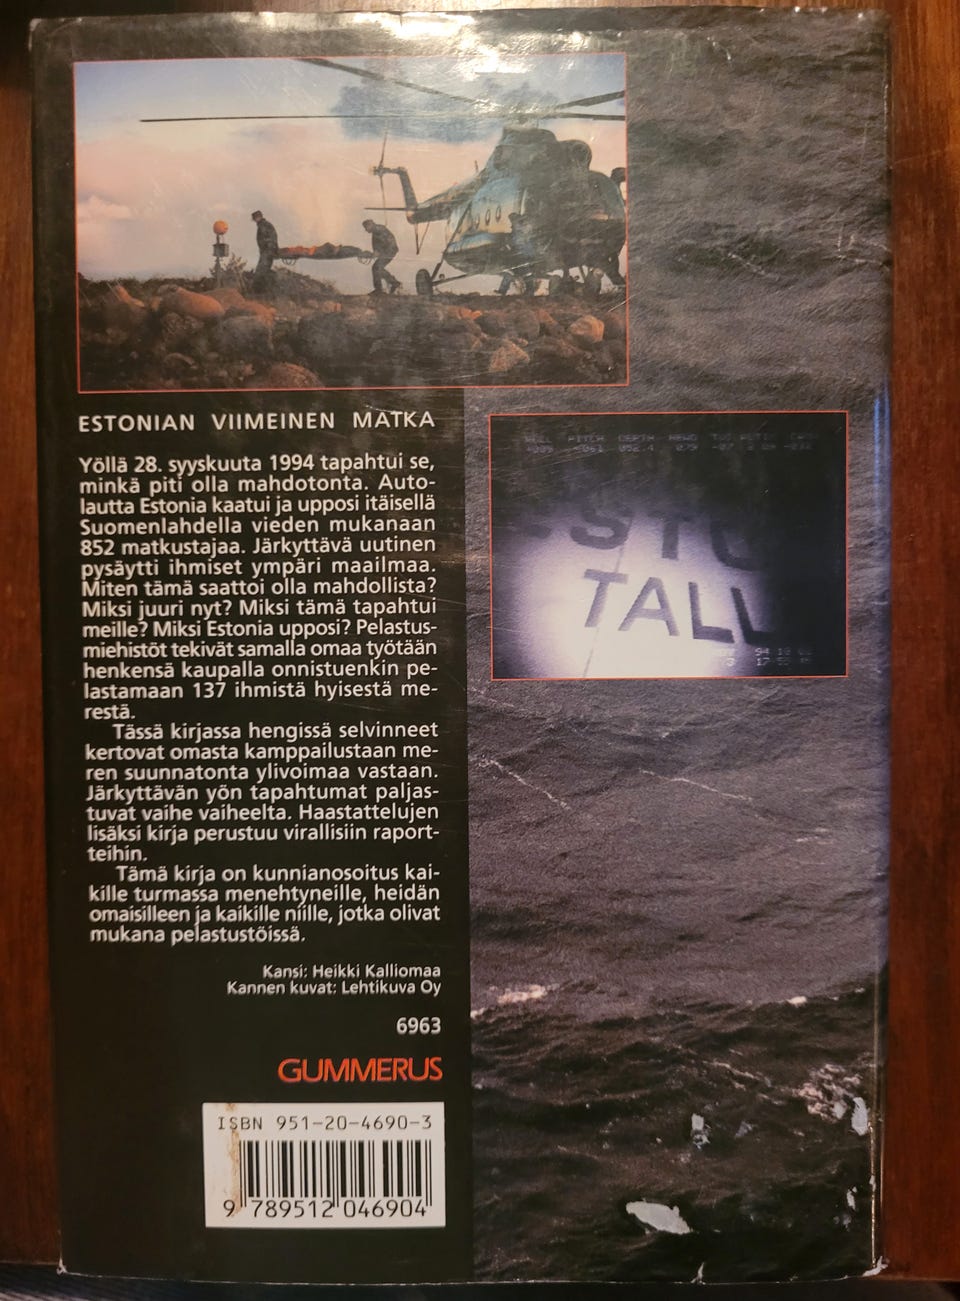 ESTONIAN VIIMEINEN MATKA
Yöllä 28. syyskuuta 1994 tapahtui se,
minkä piti olla mahdotonta. Auto-
lautta Estonia kaatui ja upposi itäisellä
Suomenlahdella vieden mukanaan
852 matkustajaa. Järkyttävä uutinen
pysäytti ihmiset ympäri maailmaa.
Miten tämä saattoi olla mahdollista?
Miksi juuri nyt? Miksi tämä tapahtui
meille? Miksi Estonia upposi? Pelastus-
miehistöt tekivät samalla omaa työtään
henkensä kaupalla onnistuenkin pe-
lastamaan 137 ihmistä hyisestä me-
restä.
Tässä kirjassa hengissä selvinneet
kertovat omasta kamppailustaan me-
ren suunnatonta ylivoimaa vastaan.
Järkyttävän yön tapahtumat paljas-
tuvat vaihe vaiheelta. Haastattelujen
lisäksi kirja perustuu virallisiin raport-
teihin.
Tämä kirja on kunnianosoitus kai-
kille turmassa menehtyneille, heidän
omaisilleen ja kaikille niille, jotka olivat
mukana pelastustöissä.
Kansi: Heikki Kalliomaa
Kannen kuvat: Lehtikuva Oy
6963
GUMMERUS
ISBN 951-20-4690-3
9 789512 046904
PITCH DEPTH
ESTO
TALL